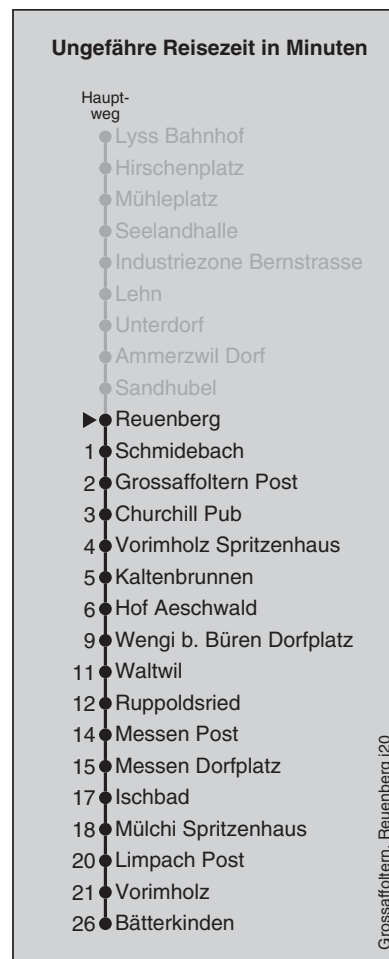 Ungefähre Reisezeit in Minuten
Haupt-
weg
Lyss Bahnhof
Hirschenplatz
Mühleplatz
Seelandhalle
Industriezone Bernstrasse
Lehn
Unterdorf
Ammerzwil Dorf
Sandhubel
Reuenberg
1 Schmidebach
2 Grossaffoltern Post
3 Churchill Pub
4 Vorimholz Spritzenhaus
5 Kaltenbrunnen
6 Hof Aeschwald
9 Wengi b. Büren Dorfplatz
11 Waltwil
12 Ruppoldsried
14 Messen Post
15 Messen Dorfplatz
17 Ischbad
18 Mülchi Spritzenhaus
20 Limpach Post
21 Vorimholz
26 Bätterkinden
Grossaffoltern, Reuenberg j20